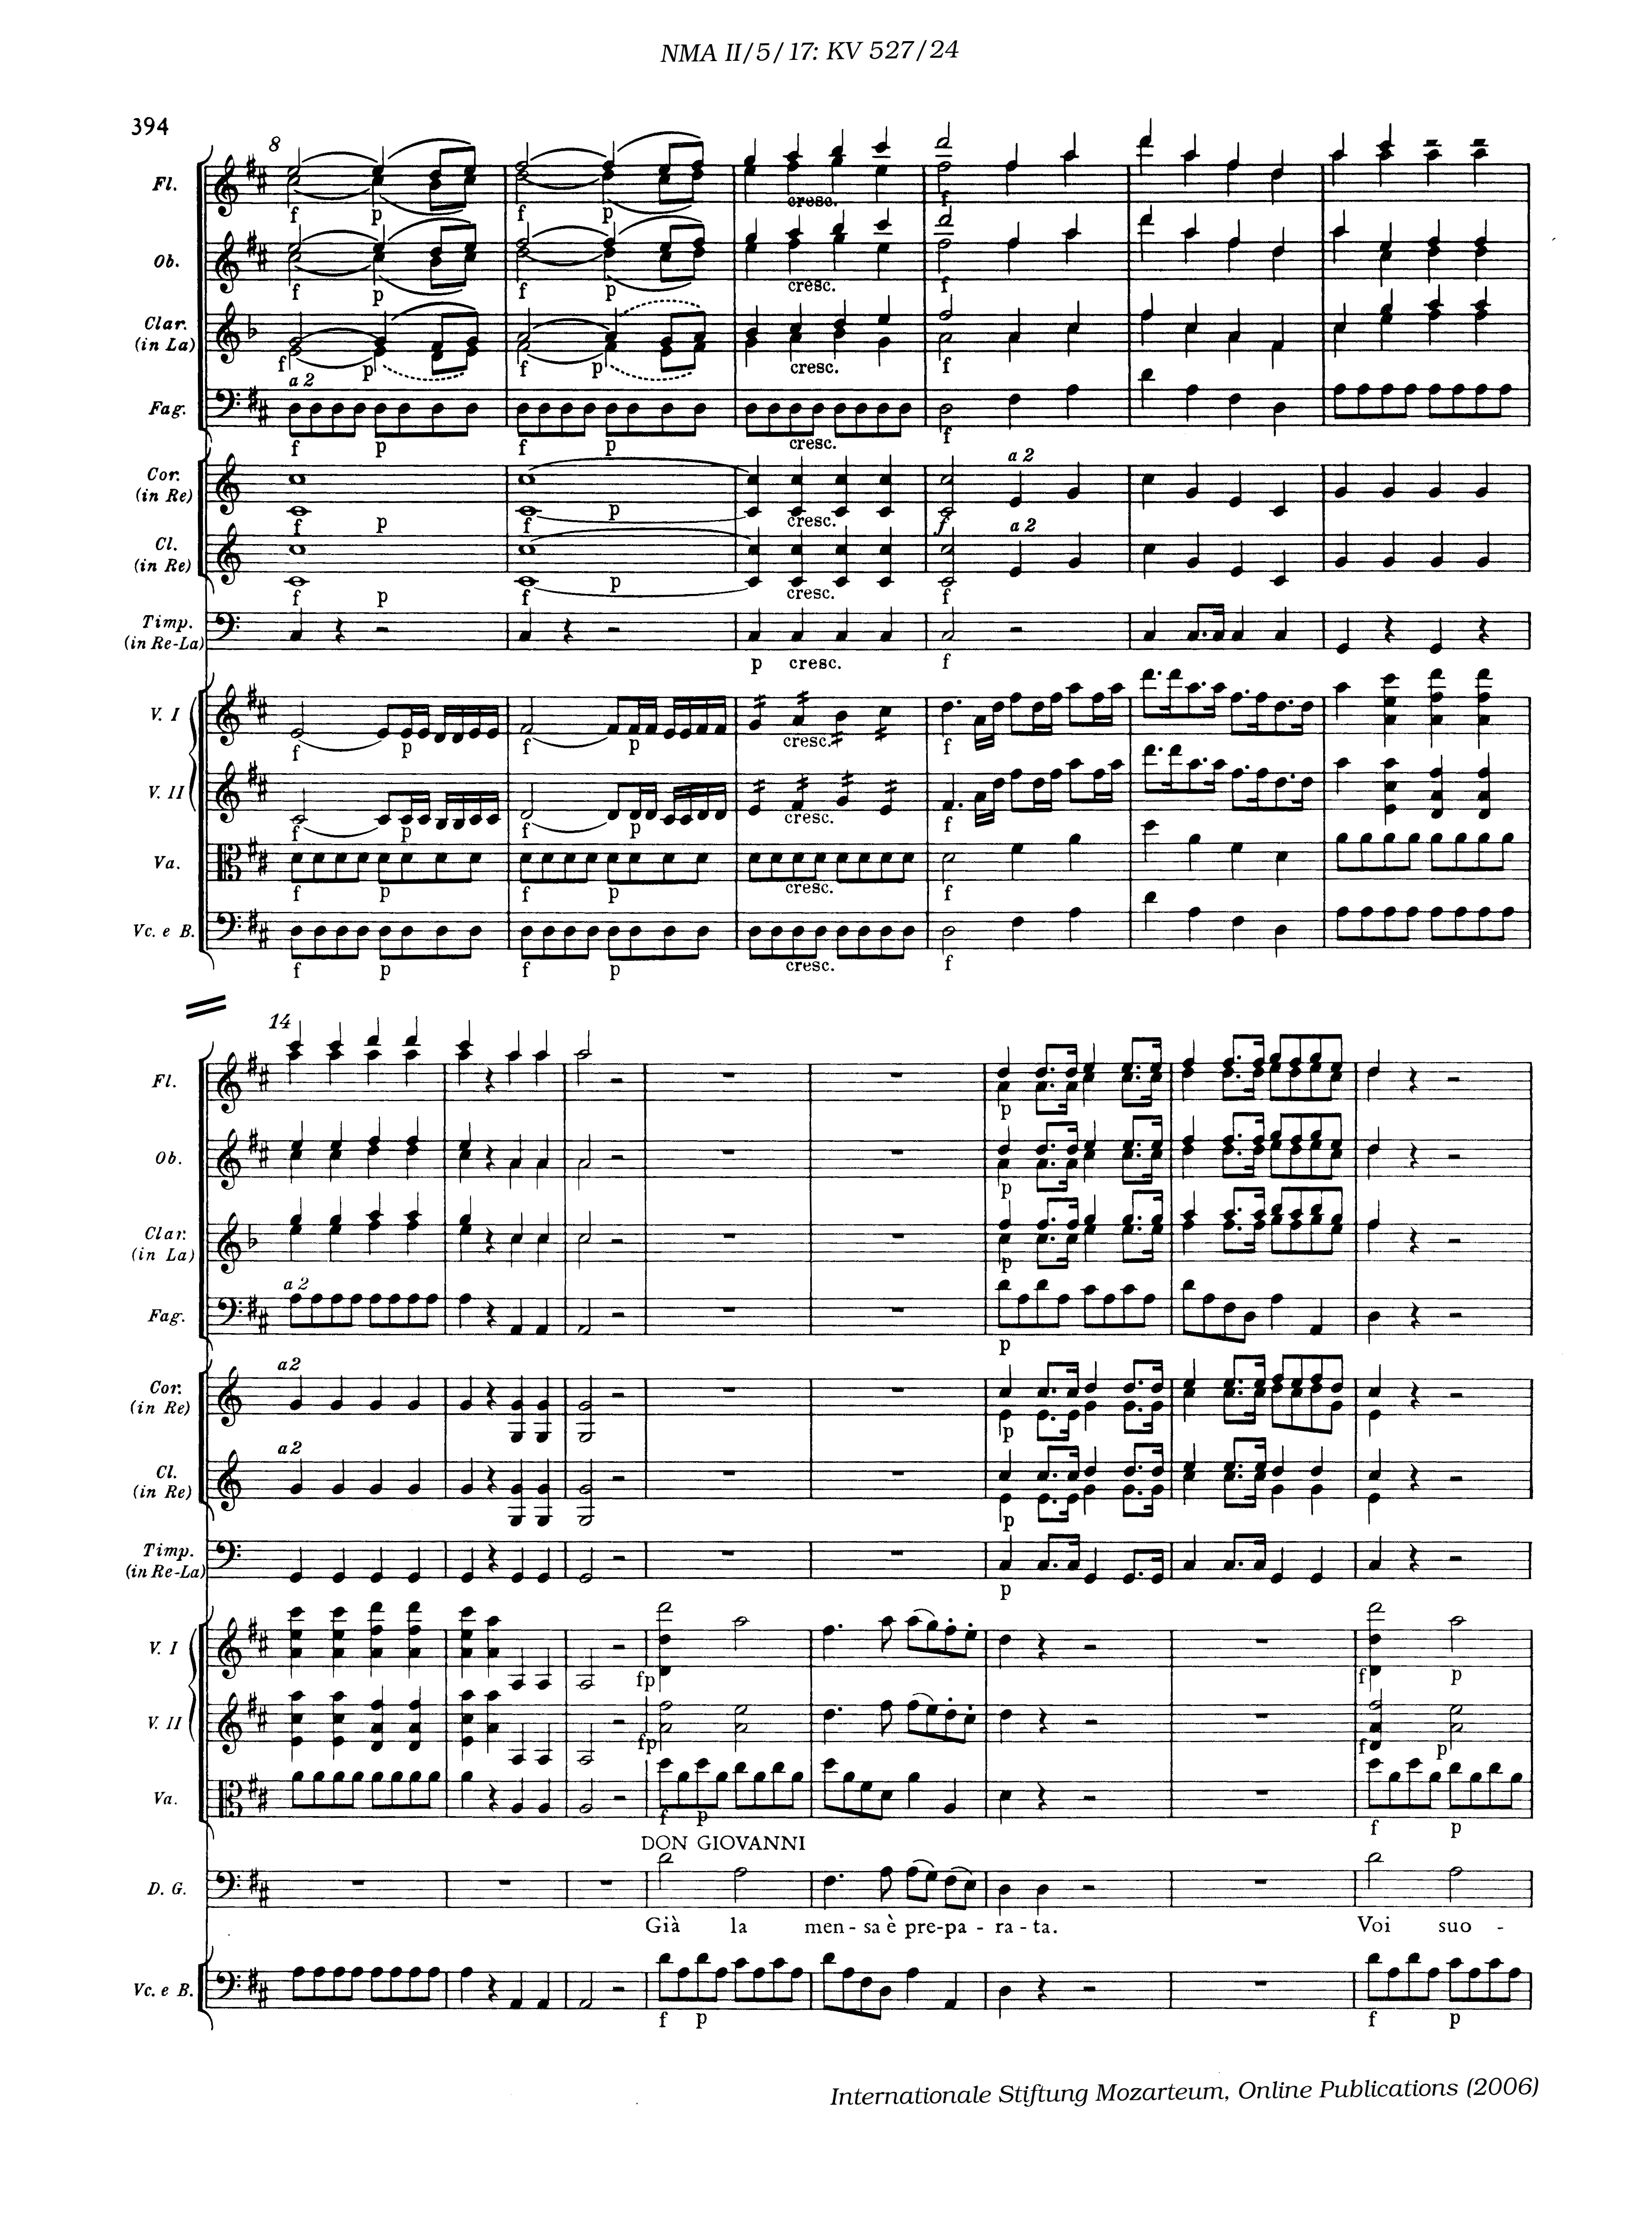 NMA II/5/17: KV 527/24
394
8
Fl.
f p f p cresc. f
Ob.
f p f p cresc. f
Clar.
(in La)
f p f p cresc. f
a 2
Fag.
f p f p cresc. f
Cor.
(in Re)
a 2
f p f p cresc. f
Cl.
(in Re)
a 2
f p f p cresc. f
Timp.
(in Re-La)
p cresc. f
V. I
f p f p cresc. f
V. II
f p f p cresc. f
Va.
f p f p cresc. f
Vc. e B.
f p f p cresc. f
14
Fl.
p
Ob.
p
Clar.
(in La)
p
a 2
Fag.
p
a2
Cor.
(in Re)
p
a2
Cl.
(in Re)
p
Timp.
(in Re-La)
p
V. I
fp f p
V. II
fp f p
Va.
f p f p
DON GIOVANNI
D. G.
Già la men - sa è pre-pa - ra - ta. Voi suo -
Vc. e B.
f p f p
Internationale Stiftung Mozarteum, Online Publications (2006)